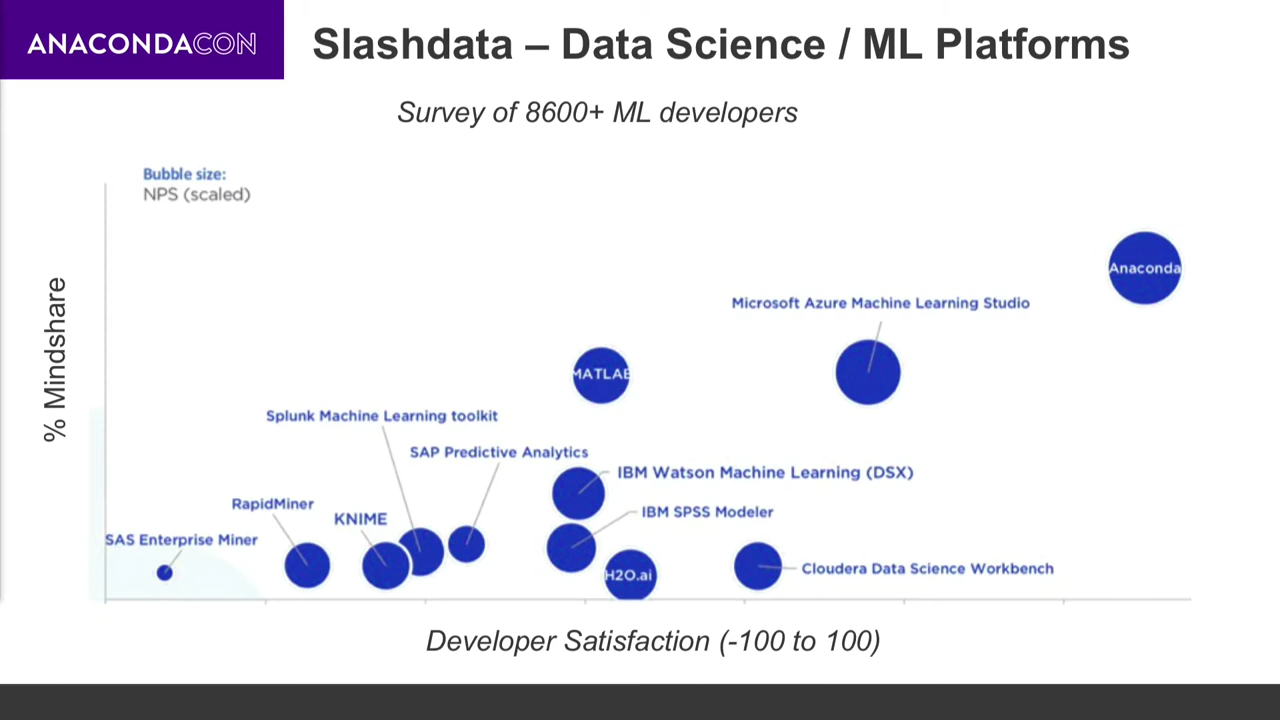 ANACONDACON
Slashdata – Data Science / ML Platforms
Survey of 8600+ ML developers
Bubble size:
NPS (scaled)
% Mindshare
Anaconda
Microsoft Azure Machine Learning Studio
MATLAB
Splunk Machine Learning toolkit
SAP Predictive Analytics
IBM Watson Machine Learning (DSX)
RapidMiner
IBM SPSS Modeler
KNIME
SAS Enterprise Miner
Cloudera Data Science Workbench
H2O.ai
Developer Satisfaction (-100 to 100)